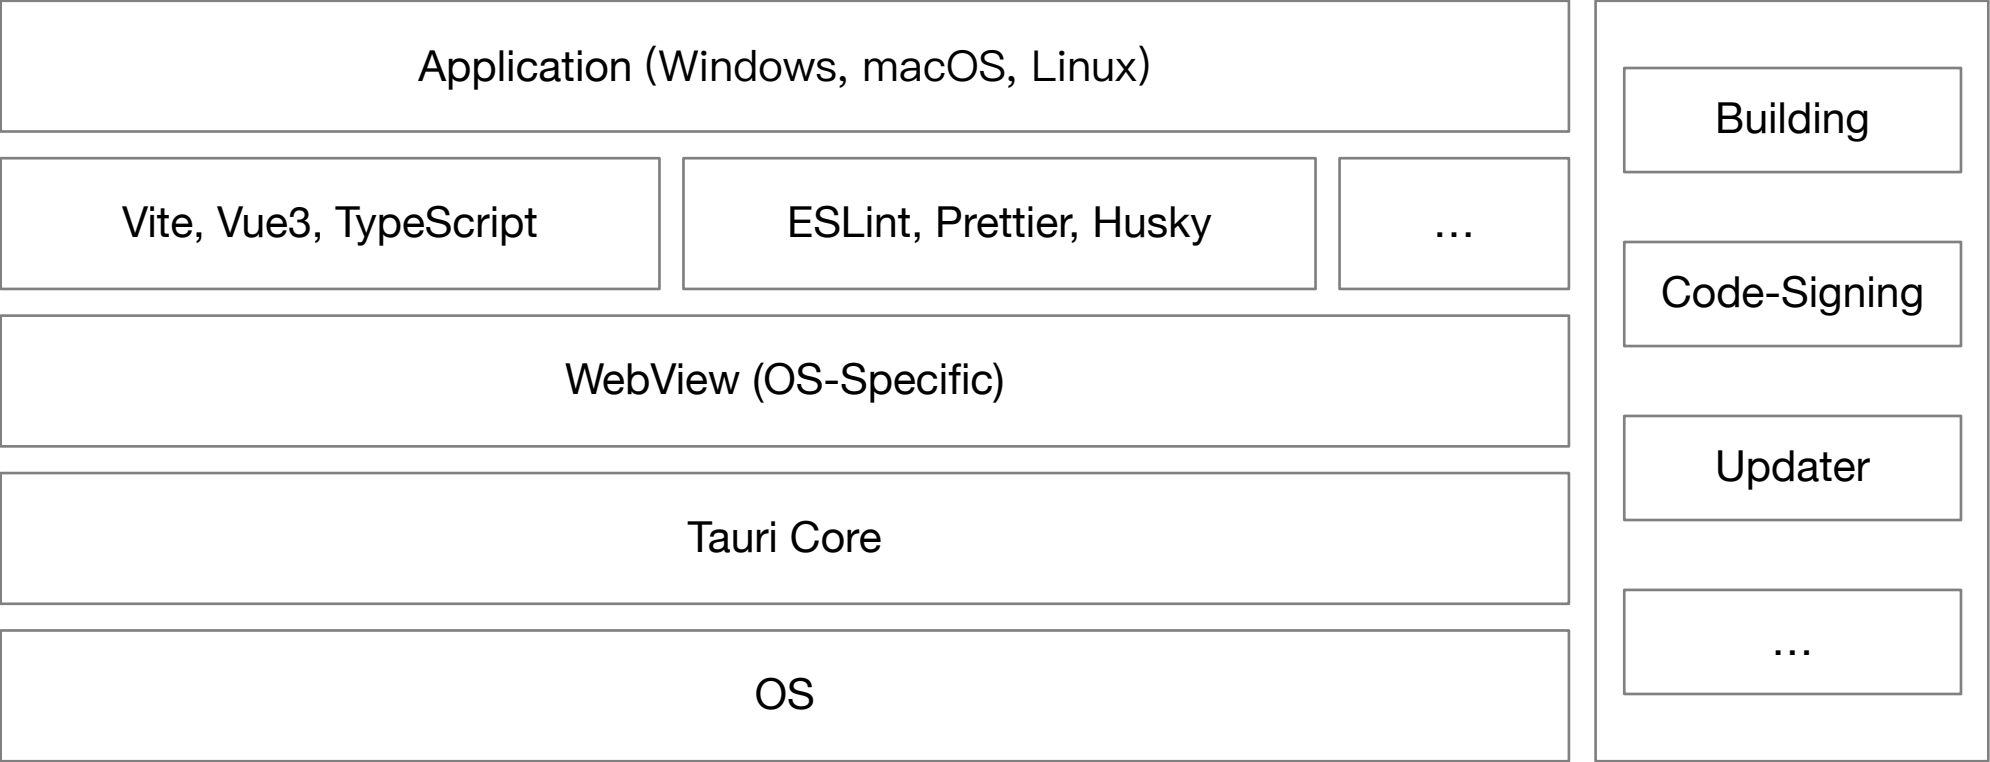 Application (Windows, macOS, Linux)
Vite, Vue3, TypeScript
ESLint, Prettier, Husky
...
WebView (OS-Specific)
Tauri Core
OS
Building
Code-Signing
Updater
...